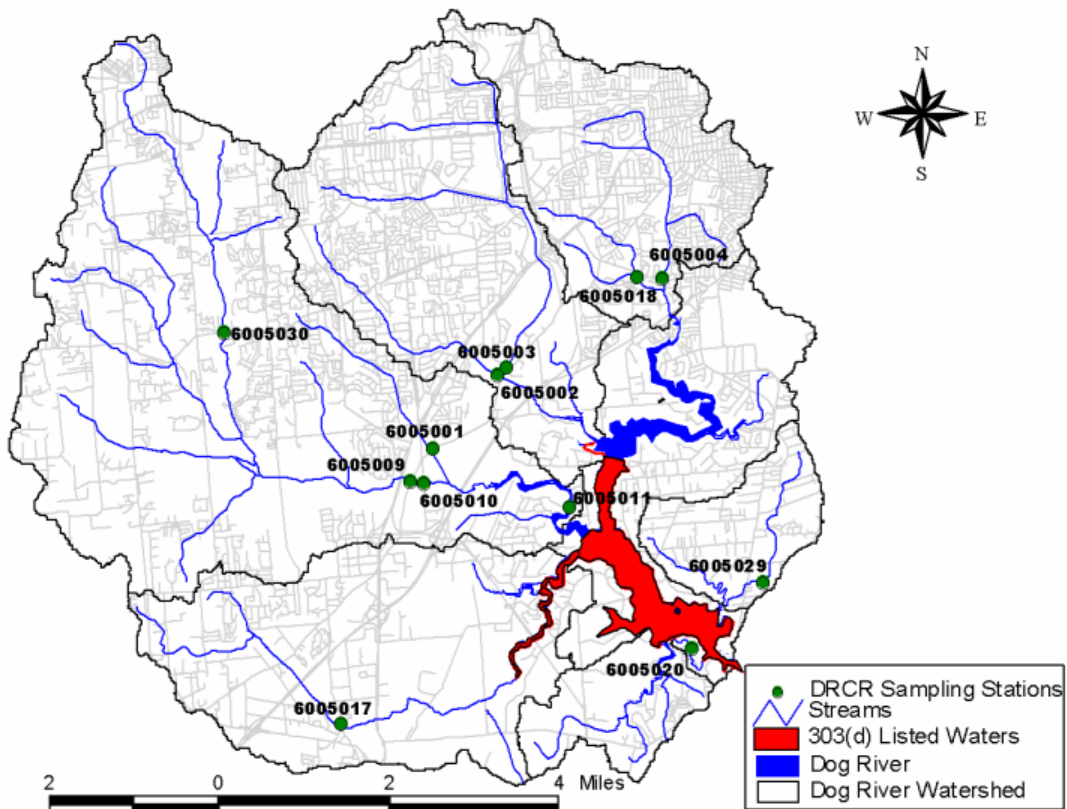 N
W E
S
6005004
6005018
6005030
6005003
6005002
6005001
6005009
6005010
6005011
6005029
6005020
6005017
DRCR Sampling Stations
Streams
303(d) Listed Waters
Dog River
Dog River Watershed
2 0 2 4 Miles